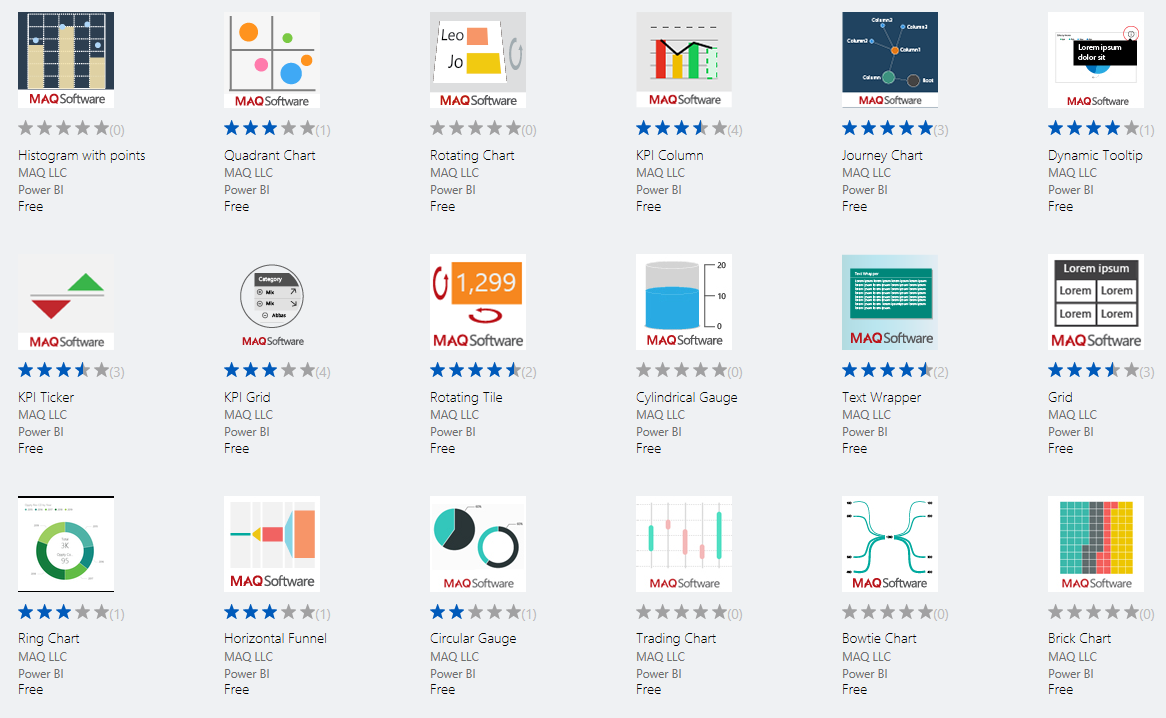 MAQSoftware
(0)
Histogram with points
MAQ LLC
Power BI
Free
MAQSoftware
(1)
Quadrant Chart
MAQ LLC
Power BI
Free
Leo
Jo
MAQSoftware
(0)
Rotating Chart
MAQ LLC
Power BI
Free
MAQSoftware
(4)
KPI Column
MAQ LLC
Power BI
Free
Column2
Column3
Column2
Column1
Column
Root
MAQSoftware
(3)
Journey Chart
MAQ LLC
Power BI
Free
Lorem ipsum
dolor sit
MAQSoftware
(1)
Dynamic Tooltip
MAQ LLC
Power BI
Free
MAQSoftware
(3)
KPI Ticker
MAQ LLC
Power BI
Free
Category
Mix
Mix
Abbas
MAQSoftware
(4)
KPI Grid
MAQ LLC
Power BI
Free
1,299
MAQSoftware
(2)
Rotating Tile
MAQ LLC
Power BI
Free
20
10
0
MAQSoftware
(0)
Cylindrical Gauge
MAQ LLC
Power BI
Free
Text Wrapper
MAQSoftware
(2)
Text Wrapper
MAQ LLC
Power BI
Free
Lorem ipsum
Lorem Lorem
Lorem Lorem
MAQSoftware
(3)
Grid
MAQ LLC
Power BI
Free
Total
3K
95
(1)
Ring Chart
MAQ LLC
Power BI
Free
MAQSoftware
(1)
Horizontal Funnel
MAQ LLC
Power BI
Free
MAQSoftware
(1)
Circular Gauge
MAQ LLC
Power BI
Free
MAQSoftware
(0)
Trading Chart
MAQ LLC
Power BI
Free
MAQSoftware
(0)
Bowtie Chart
MAQ LLC
Power BI
Free
MAQSoftware
(0)
Brick Chart
MAQ LLC
Power BI
Free